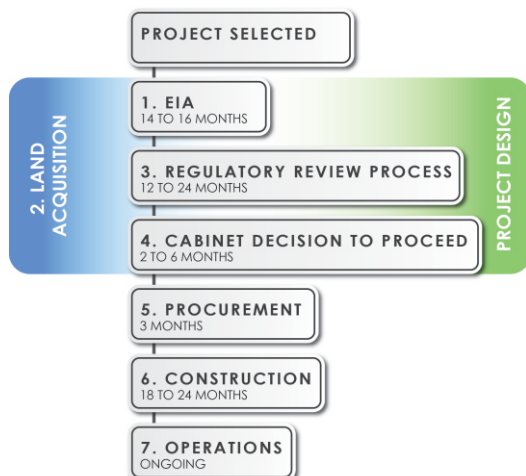 PROJECT SELECTED
1. EIA
14 TO 16 MONTHS
2. LAND
ACQUISITION
3. REGULATORY REVIEW PROCESS
12 TO 24 MONTHS
4. CABINET DECISION TO PROCEED
2 TO 6 MONTHS
PROJECT DESIGN
5. PROCUREMENT
3 MONTHS
6. CONSTRUCTION
18 TO 24 MONTHS
7. OPERATIONS
ONGOING